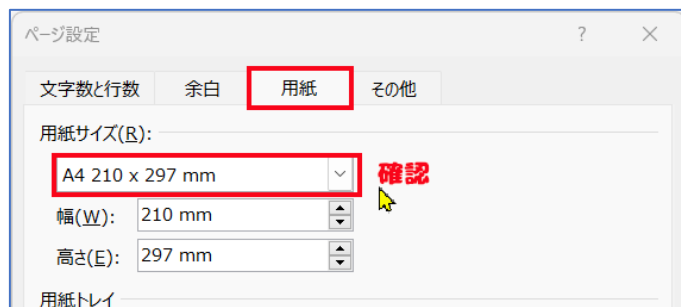 ページ設定 ?
文字数と行数 余白 用紙 その他
用紙サイズ(R):
A4 210 x 297 mm 確認
幅(W): 210 mm
高さ(E): 297 mm
用紙トレイ